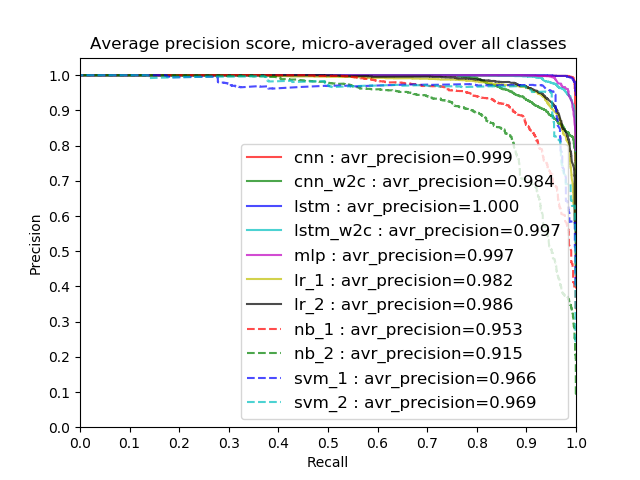 Average precision score, micro-averaged over all classes
1.0
0.9
0.8
0.7
0.6
0.5
0.4
0.3
0.2
0.1
0.0
Precision
cnn : avr_precision=0.999
cnn_w2c : avr_precision=0.984
lstm : avr_precision=1.000
lstm_w2c : avr_precision=0.997
mlp : avr_precision=0.997
lr_1 : avr_precision=0.982
lr_2 : avr_precision=0.986
nb_1 : avr_precision=0.953
nb_2 : avr_precision=0.915
svm_1 : avr_precision=0.966
svm_2 : avr_precision=0.969
0.0 0.1 0.2 0.3 0.4 0.5 0.6 0.7 0.8 0.9 1.0
Recall